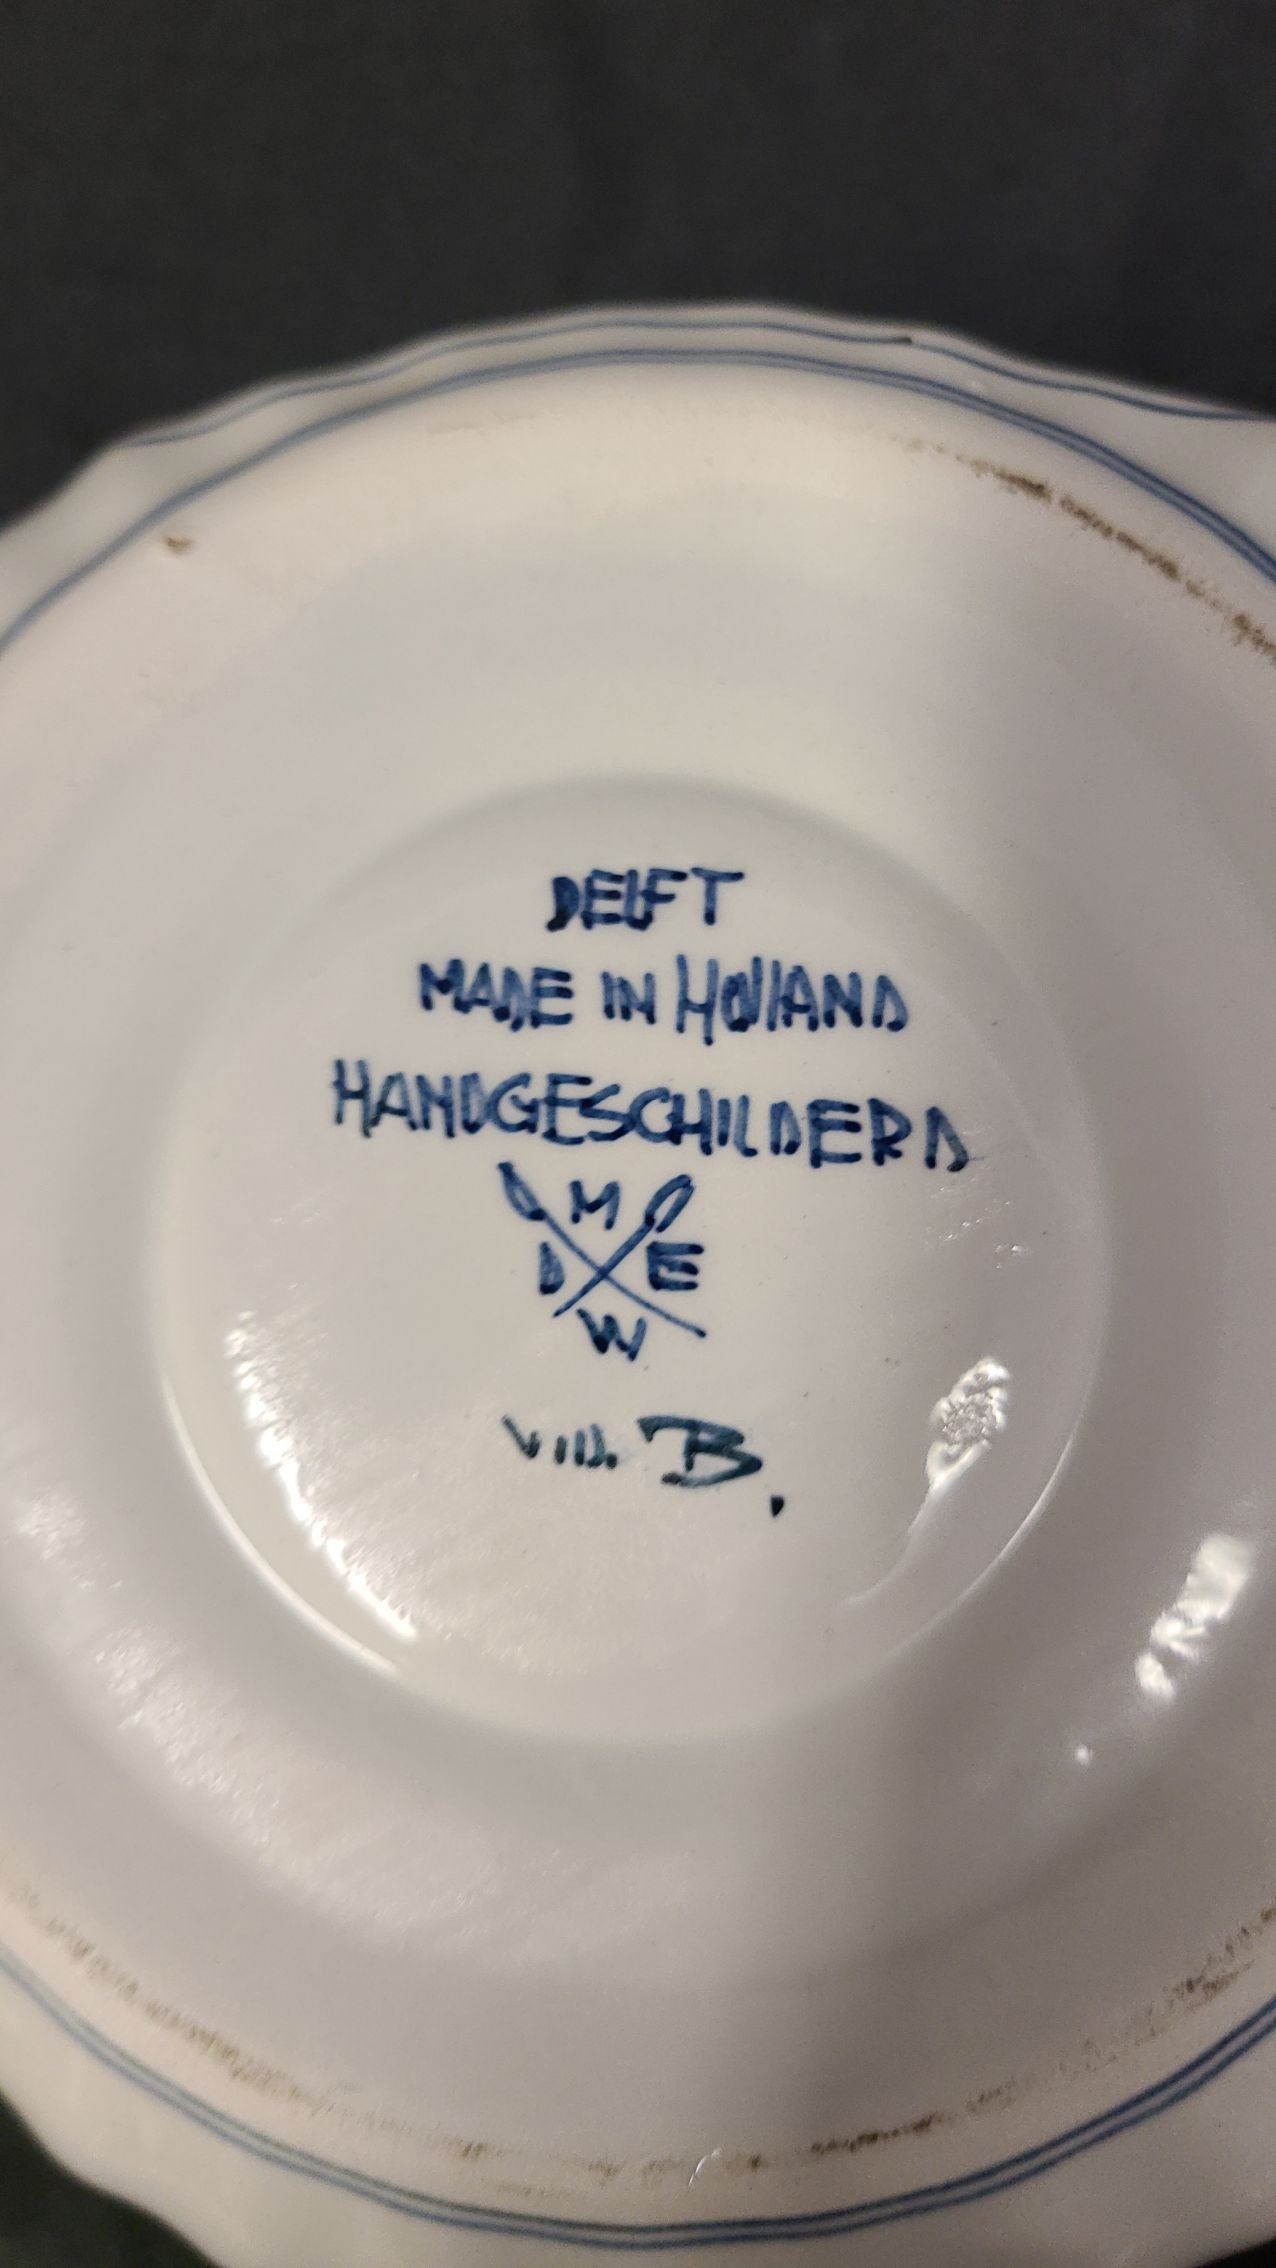 DELFT
MADE IN HOLLAND
HANDGESCHILDERD
M
D E
W
B.